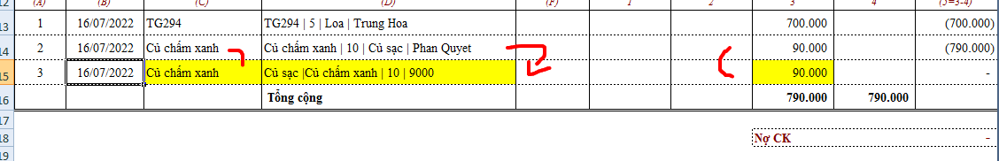 12 (A) (B) (C) (D) (F) 1 2 3 4 (5=3-4)
13 1 16/07/2022 TG294 TG294 | 5 | Loa | Trung Hoa 700.000 (700.000)
14 2 16/07/2022 Củ chấm xanh Củ chấm xanh | 10 | Củ sạc | Phan Quyet 90.000 (790.000)
15 3 16/07/2022 Củ chấm xanh Củ sạc |Củ chấm xanh | 10 | 9000 90.000 -
16 Tổng cộng 790.000 790.000
17
18 Nợ CK -
19